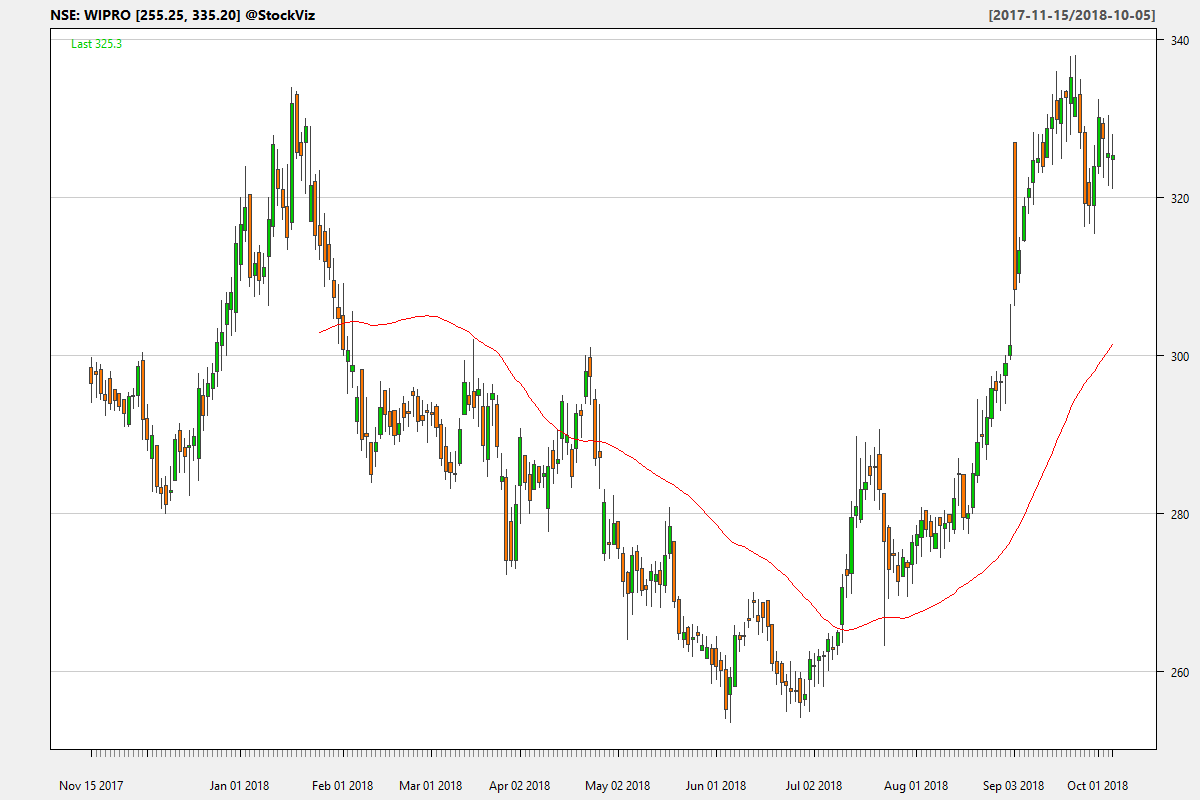 NSE: WIPRO [255.25, 335.20] @StockViz
[2017-11-15/2018-10-05]
Last 325.3
340
320
300
280
260
Nov 15 2017
Jan 01 2018
Feb 01 2018
Mar 01 2018
Apr 02 2018
May 02 2018
Jun 01 2018
Jul 02 2018
Aug 01 2018
Sep 03 2018
Oct 01 2018